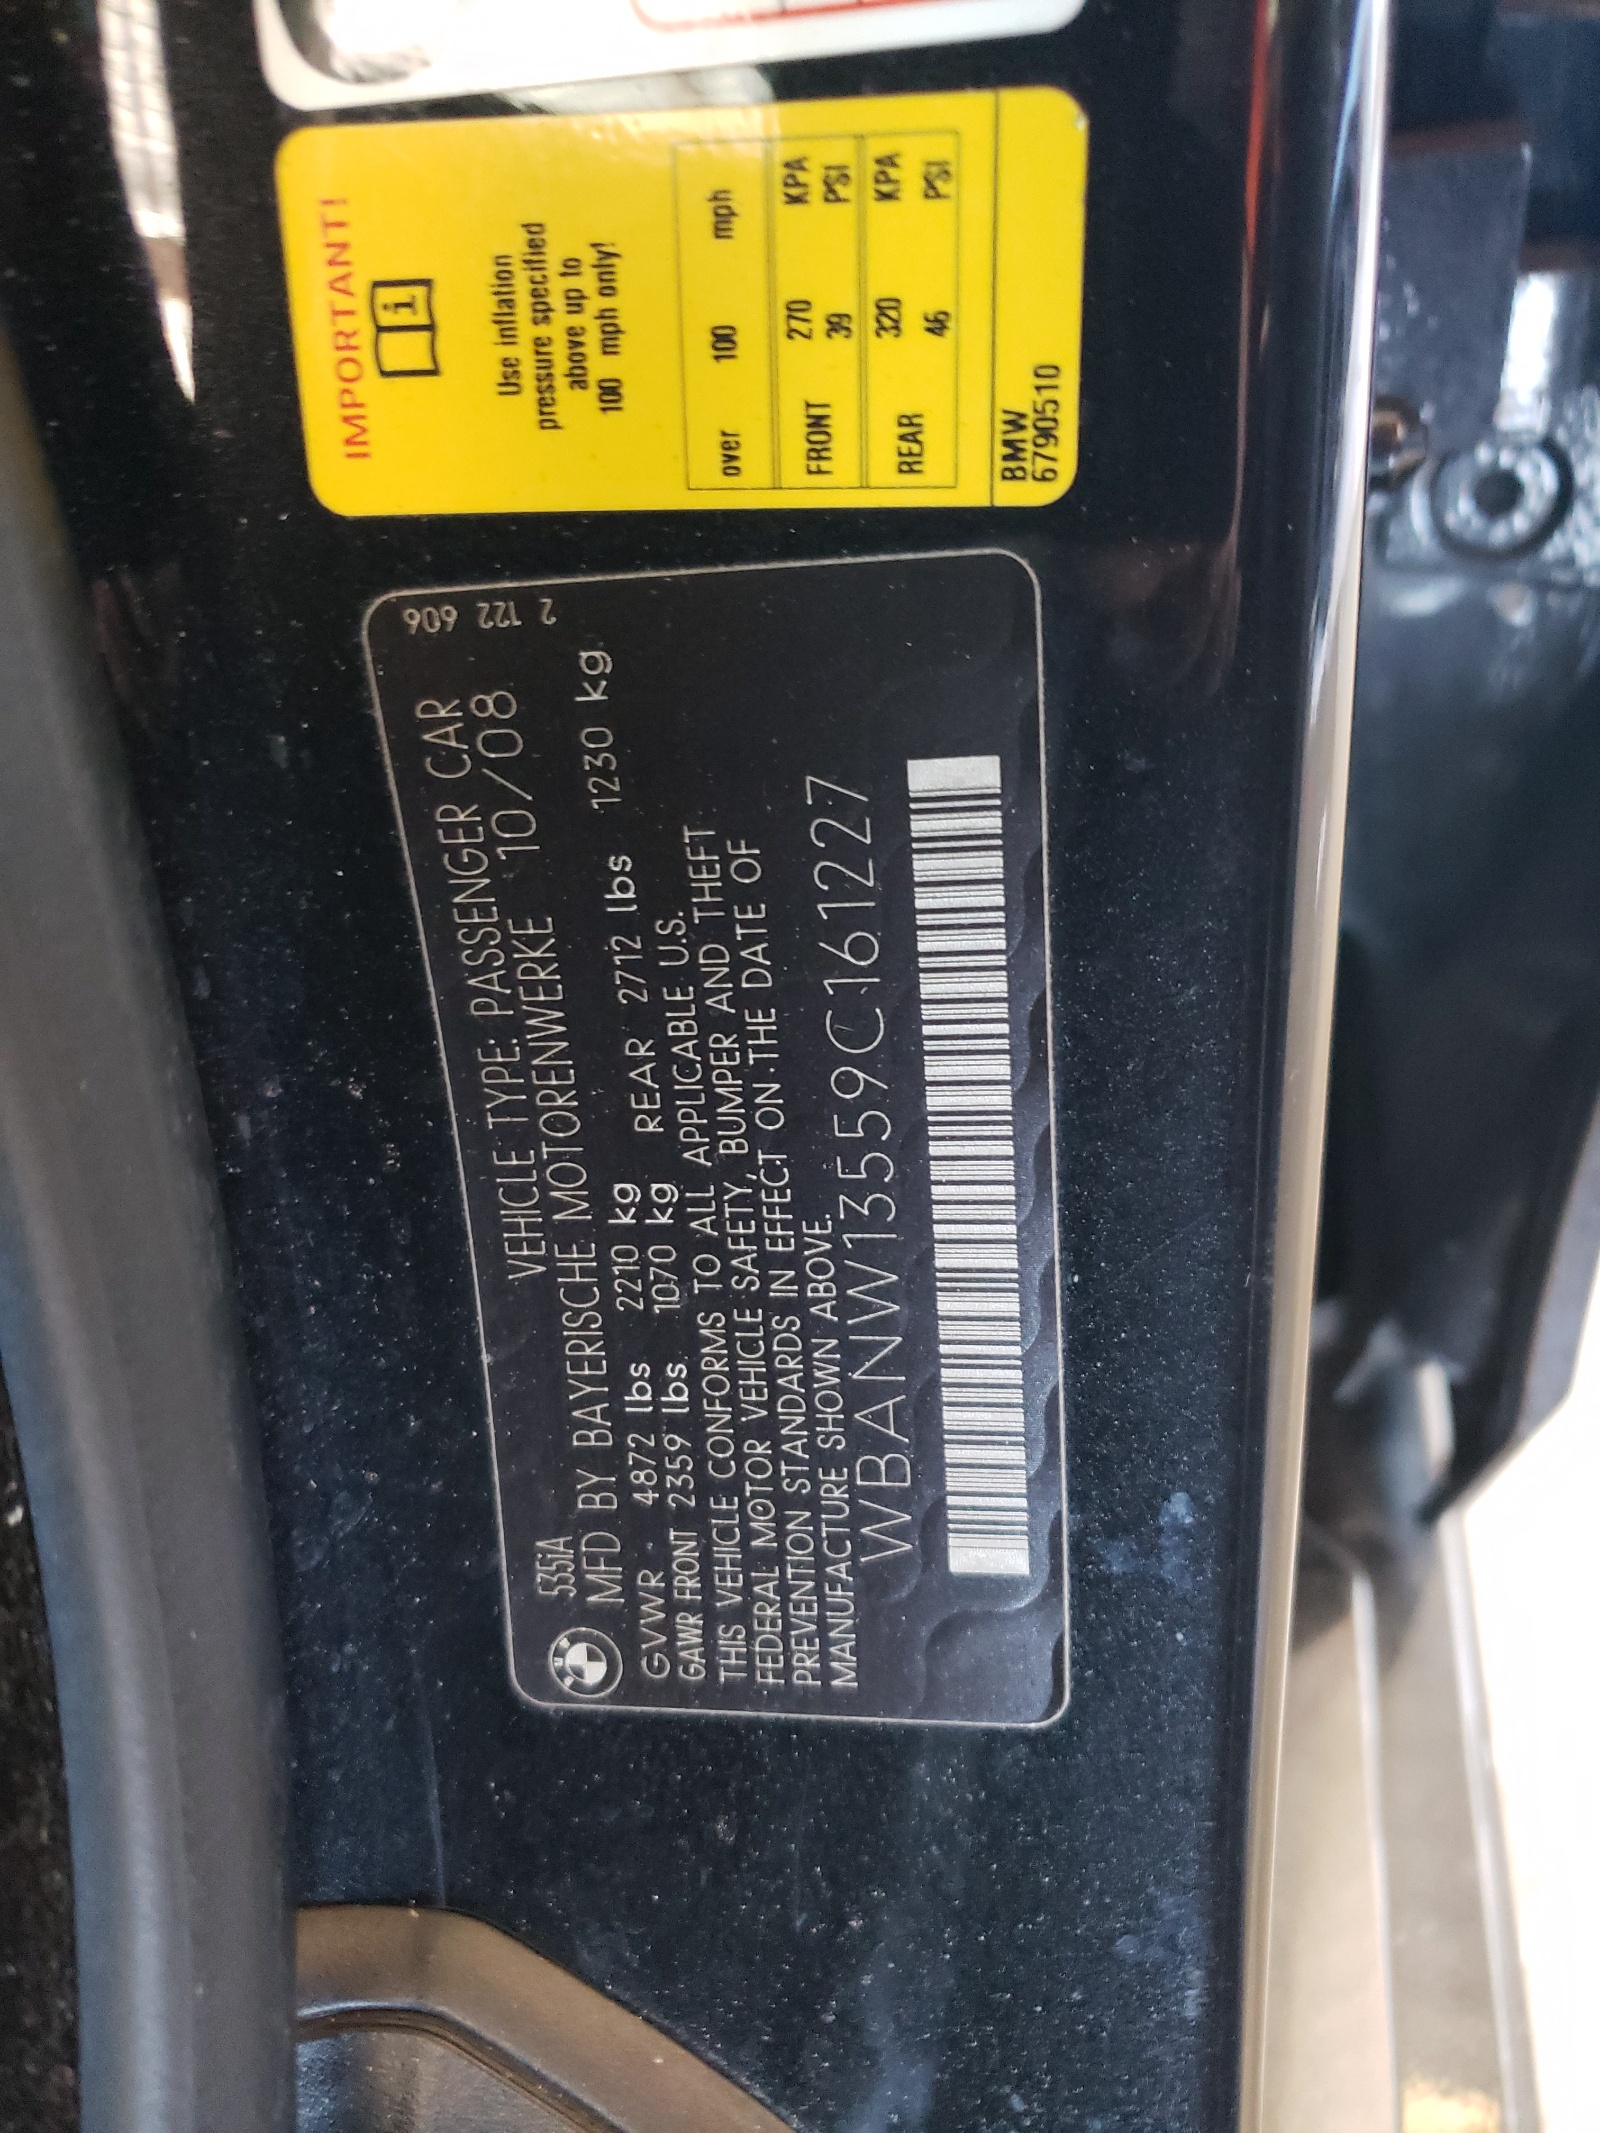 5351A
VEHICLE TYPE: PASSENGER CAR
MFD BY BAYERISCHE MOTORENWERKE 10/08
GVWR 4872 lbs 2210 kg
GAWR FRONT 2359 lbs 1070 kg REAR 2712 lbs 1230 kg
THIS VEHICLE CONFORMS TO ALL APPLICABLE U.S.
FEDERAL MOTOR VEHICLE SAFETY, BUMPER AND THEFT
PREVENTION STANDARDS IN EFFECT ON THE DATE OF
MANUFACTURE SHOWN ABOVE.
WBANW13559C161227
2 122 606
IMPORTANT!
i
Use inflation
pressure specified
above up to
100 mph only!
over 100 mph
FRONT 270 KPA
39 PSI
REAR 320 KPA
46 PSI
BMW
67905510